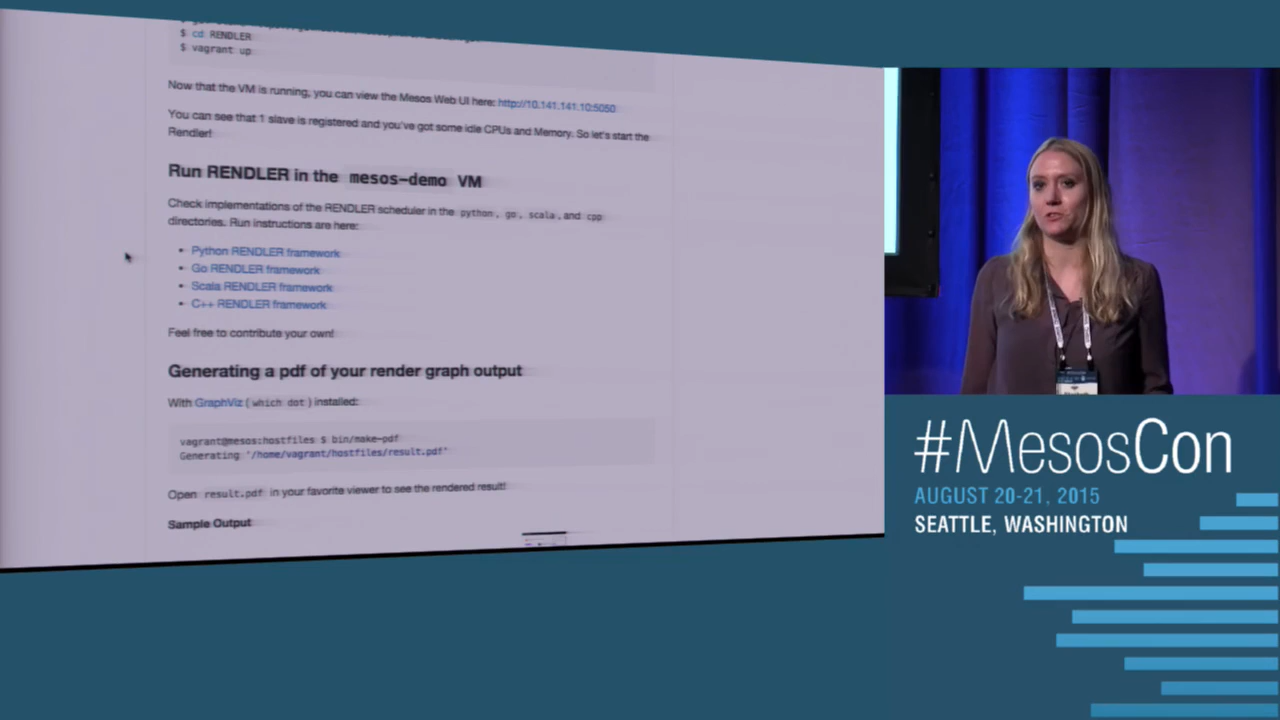 $ cd RENDLER
$ vagrant up
Now that the VM is running, you can view the Mesos Web UI here: http://10.141.141.10:5050
You can see that 1 slave is registered and you've got some idle CPUs and Memory. So let's start the
Rendler!
Run RENDLER in the mesos-demo VM
Check implementations of the RENDLER scheduler in the python, go, scala, and cpp
directories. Run instructions are here:
• Python RENDLER framework
• Go RENDLER framework
• Scala RENDLER framework
• C++ RENDLER framework
Feel free to contribute your own!
Generating a pdf of your render graph output
With GraphViz (which dot) installed:
vagrant@mesos:hostfiles $ bin/make-pdf
Generating '/home/vagrant/hostfiles/result.pdf'
Open result.pdf in your favorite viewer to see the rendered result!
Sample Output
#MesosCon
AUGUST 20-21, 2015
SEATTLE, WASHINGTON